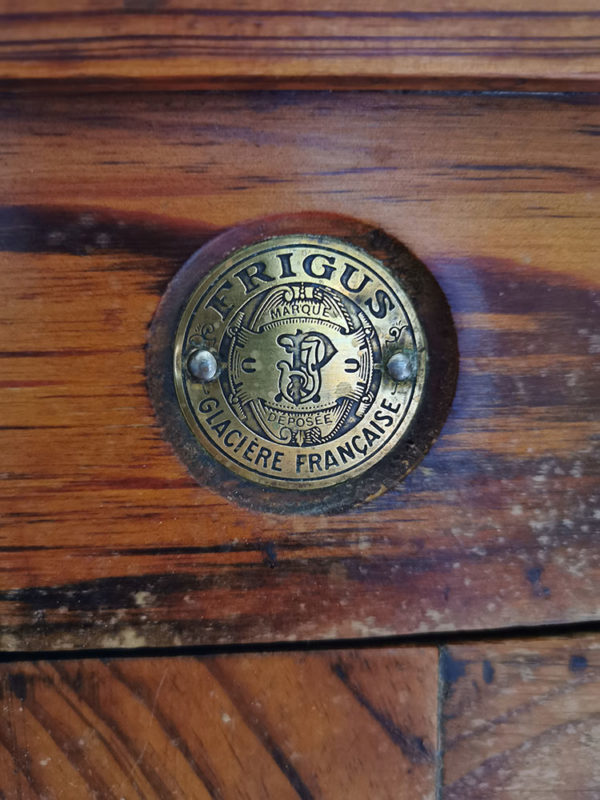 FRIGUS
MARQUE
DÉPOSÉE
GLACIÈRE FRANÇAISE